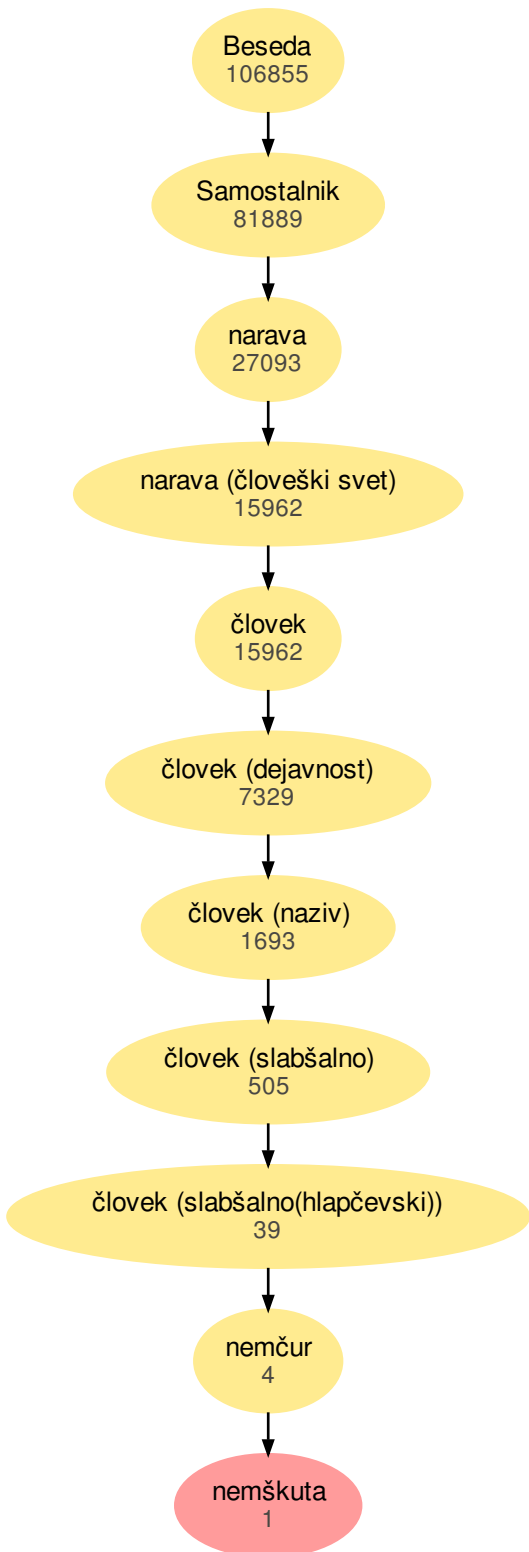 Beseda
106855
Samostalnik
81889
narava
27093
narava (človeški svet)
15962
človek
15962
človek (dejavnost)
7329
človek (naziv)
1693
človek (slabšalno)
505
človek (slabšalno(hlapčevski))
39
nemčur
4
nemškuta
1